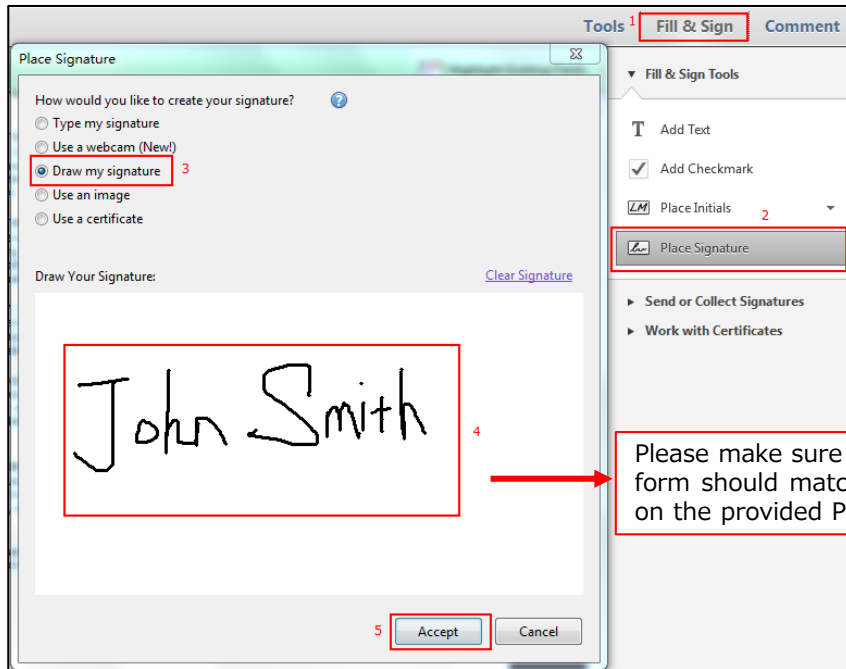 Tools 1 Fill & Sign Comment
Place Signature
How would you like to create your signature?
Type my signature
Use a webcam (New!)
Draw my signature 3
Use an image
Use a certificate
Draw Your Signature:
Clear Signature
John Smith
4
5 Accept Cancel
Fill & Sign Tools
T Add Text
Add Checkmark
LM Place Initials 2
Place Signature
Send or Collect Signatures
Work with Certificates
Please make sure
form should matc
on the provided P